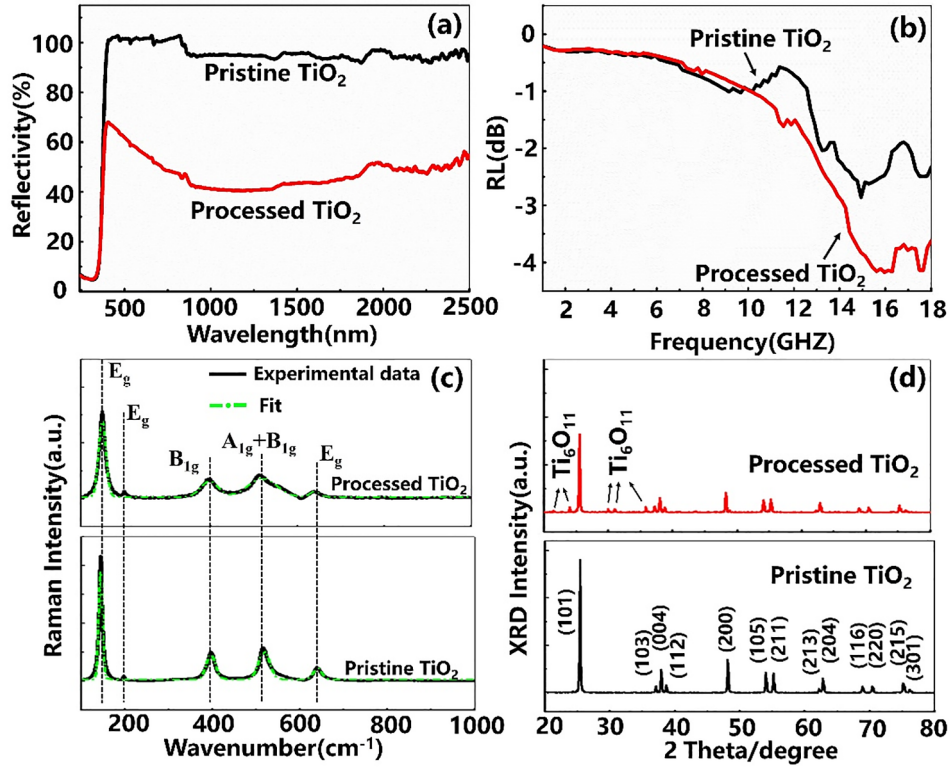 (a)
100
80
60
40
20
0
Reflectivity(%)
Pristine TiO2
Processed TiO2
500 1000 1500 2000 2500
Wavelength(nm)
(b)
0
-1
-2
-3
-4
RL(dB)
Pristine TiO2
Processed TiO2
2 4 6 8 10 12 14 16 18
Frequency(GHZ)
(c)
Eg
Experimental data
Fit
Eg
B1g
A1g+B1g
Eg
Processed TiO2
Pristine TiO2
Raman Intensity(a.u.)
200 400 600 800 1000
Wavenumber(cm-1)
(d)
Ti6O11
Ti6O11
Processed TiO2
Pristine TiO2
XRD Intensity(a.u.)
(101)
(103)
(004)
(112)
(200)
(105)
(211)
(213)
(204)
(116)
(220)
(215)
(301)
20 30 40 50 60 70 80
2 Theta/degree